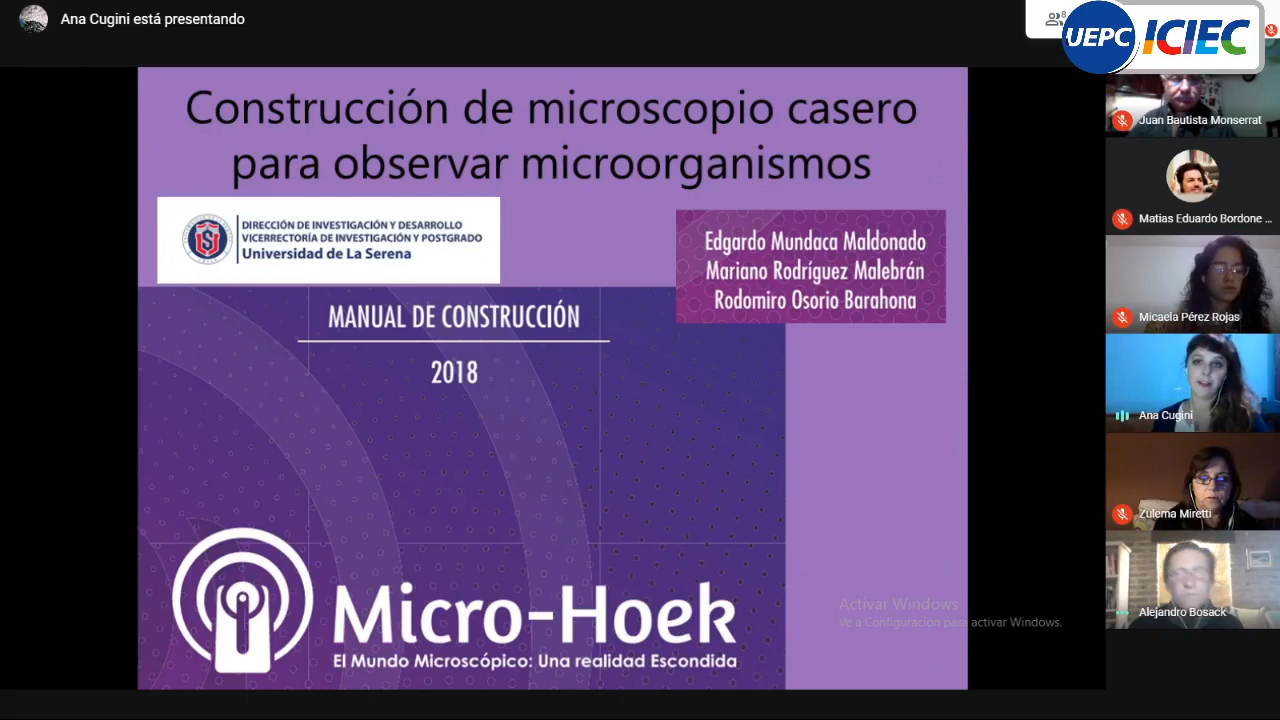 Ana Cugini está presentando
8
UEPC ICIEC
Construcción de microscopio casero
para observar microorganismos
DIRECCIÓN DE INVESTIGACIÓN Y DESARROLLO
VICERRECTORÍA DE INVESTIGACIÓN Y POSTGRADO
Universidad de La Serena
Edgardo Mundaca Maldonado
Mariano Rodríguez Malebrán
Rodomiro Osorio Barahona
MANUAL DE CONSTRUCCIÓN
2018
Micro-Hoek
El Mundo Microscópico: Una realidad Escondida
Activar Windows
Ve a Configuración para activar Windows.
Juan Bautista Monserrat
Matias Eduardo Bordone ...
Micaela Pérez Rojas
Ana Cugini
Zulema Miretti
Alejandro Bosack